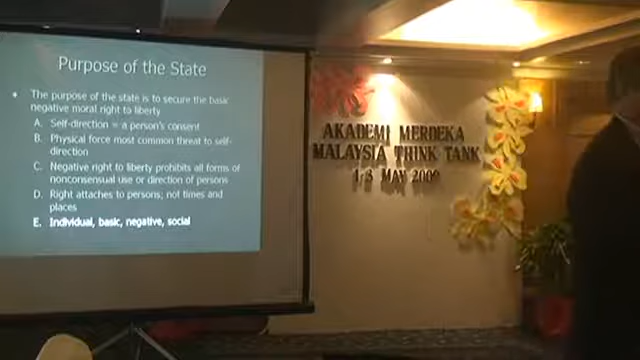 Purpose of the State
• The purpose of the state is to secure the basic
negative moral right to liberty
A. Self-direction = a person's consent
B. Physical force most common threat to self-
direction
C. Negative right to liberty prohibits all forms of
nonconsensual use or direction of persons
D. Right attaches to persons; not times and
places
E. Individual, basic, negative, social
AKADEMI MERDEKA
MALAYSIA THINK TANK
1-3 MAY 2009